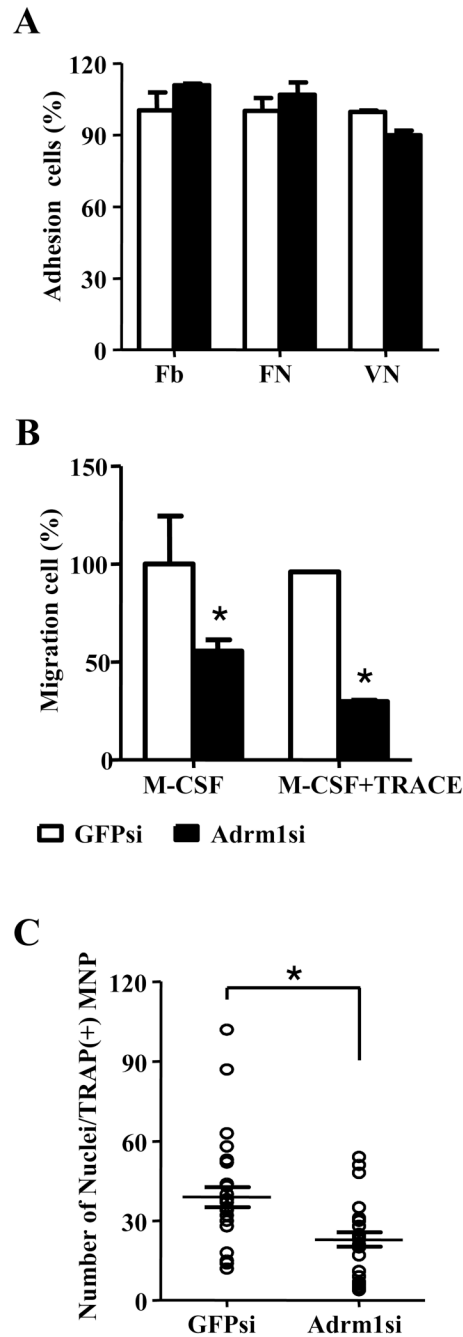 A
Adhesion cells (%)
120
90
60
30
0
Fb FN VN
B
Migration cell (%)
150
100
50
0
*
*
M-CSF M-CSF+TRACE
GFPsi Adrm1si
C
Number of Nuclei/TRAP(+) MNP
120
90
60
30
0
*
GFPsi Adrm1si